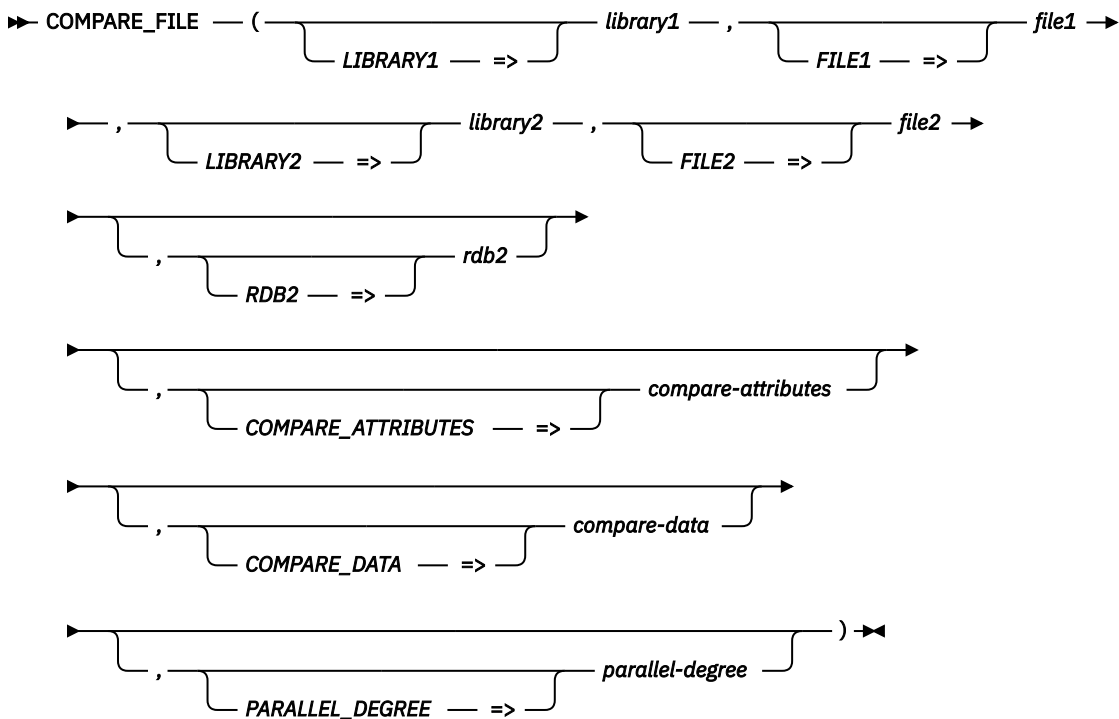 COMPARE_FILE ( library1 , file1
LIBRARY1 => FILE1 =>
, library2 , file2
LIBRARY2 => FILE2 =>
, rdb2
RDB2 =>
, compare-attributes
COMPARE_ATTRIBUTES =>
, compare-data
COMPARE_DATA =>
)
, parallel-degree
PARALLEL_DEGREE =>